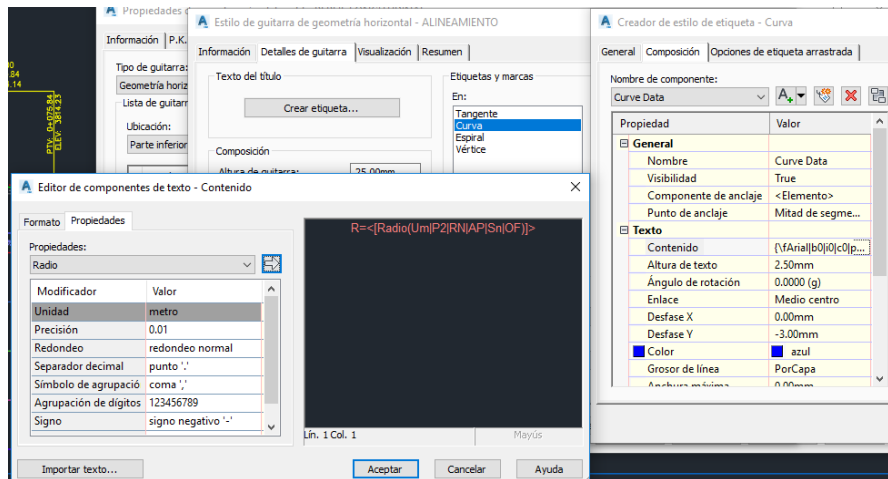 Propiedades d
Información P.K.
Tipo de guitarra:
Geometría horiz
Lista de guitarr
Ubicación:
Parte inferior
.84
.14
PTV: 0+075.84
ELEV: 3814.23
Estilo de guitarra de geometría horizontal - ALINEAMIENTO
Información Detalles de guitarra Visualización Resumen
Texto del título
Crear etiqueta...
Composición
Altura de guitarra: 25.00mm
Etiquetas y marcas
En:
Tangente
Curva
Espiral
Vértice
Creador de estilo de etiqueta - Curva
General Composición Opciones de etiqueta arrastrada
Nombre de componente:
Curve Data
Propiedad Valor
General
Nombre Curve Data
Visibilidad True
Componente de anclaje <Elemento>
Punto de anclaje Mitad de segme...
Texto
Contenido {\fArial|b0|i0|c0|p...
Altura de texto 2.50mm
Ángulo de rotación 0.0000 (g)
Enlace Medio centro
Desfase X 0.00mm
Desfase Y -3.00mm
Color azul
Grosor de línea PorCapa
Anchura máxima 0.00mm
Editor de componentes de texto - Contenido
Formato Propiedades
Propiedades:
Radio
Modificador Valor
Unidad metro
Precisión 0.01
Redondeo redondeo normal
Separador decimal punto '.'
Símbolo de agrupació coma ','
Agrupación de dígitos 123456789
Signo signo negativo '-'
R=<[Radio(Um|P2|RN|AP|Sn|OF)]>
Lín. 1 Col. 1 Mayús
Importar texto... Aceptar Cancelar Ayuda